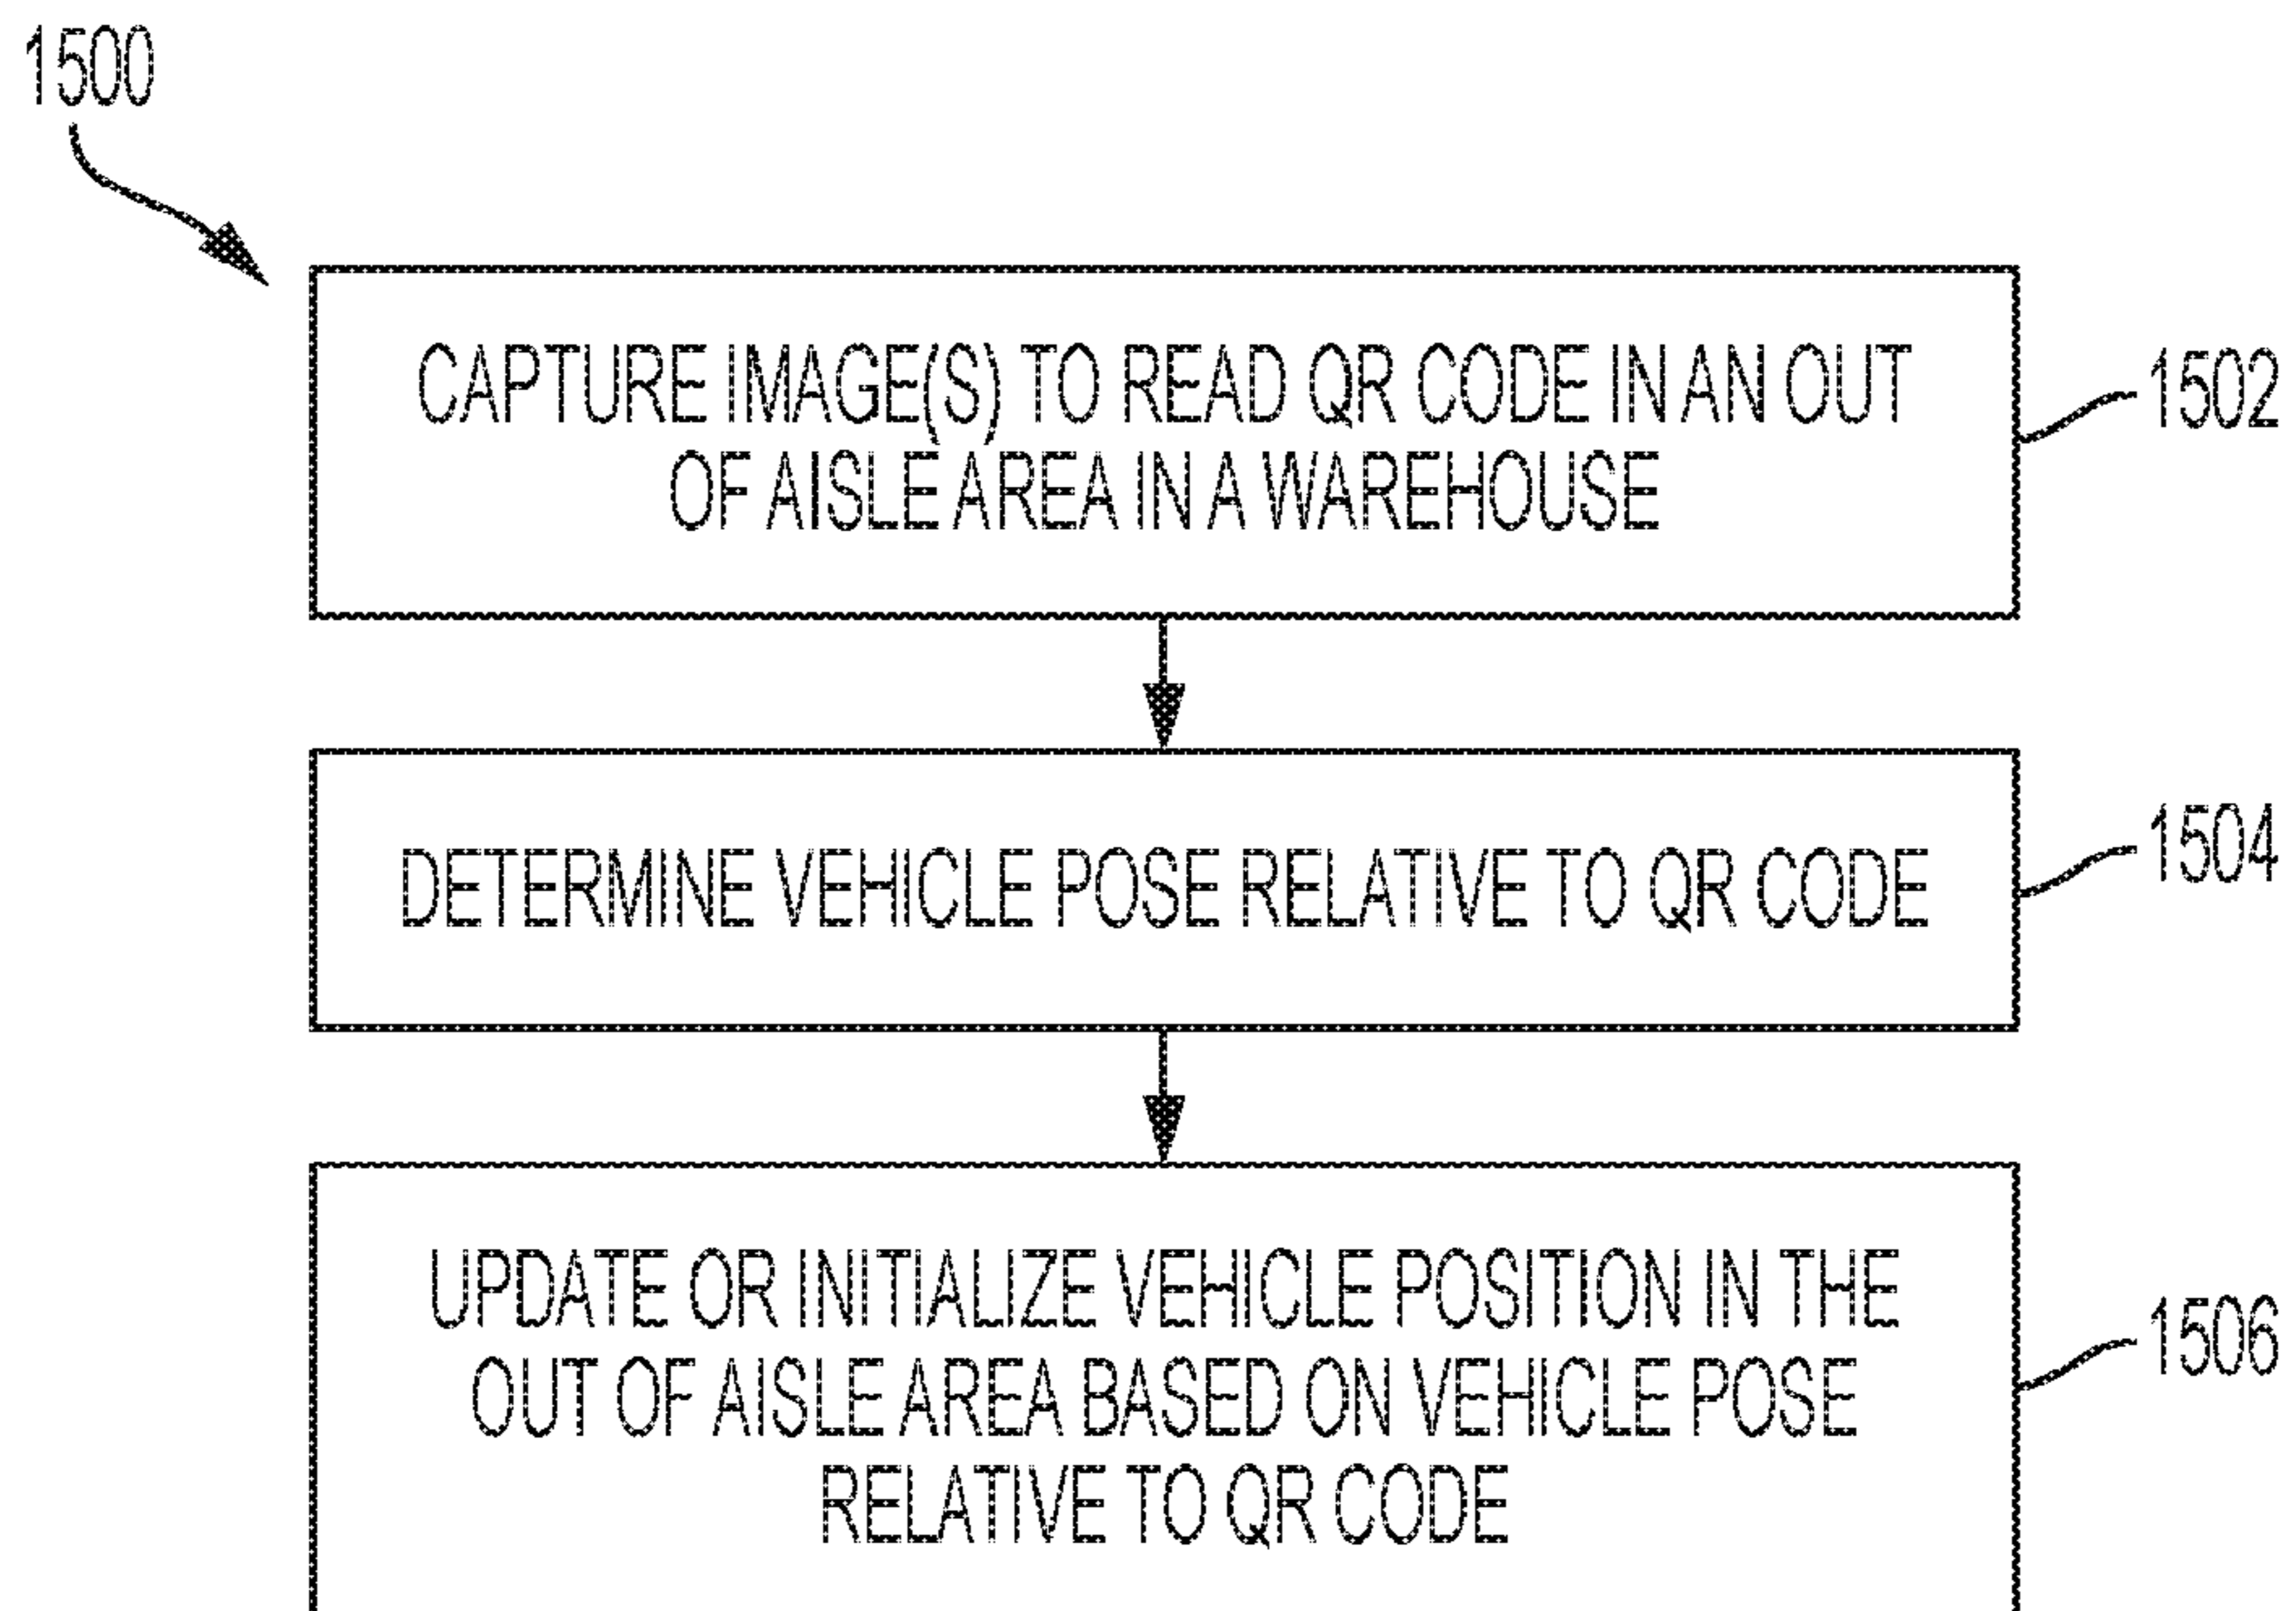 1500
CAPTURE IMAGE(S) TO READ QR CODE IN AN OUT
OF AISLE AREA IN A WAREHOUSE
1502
DETERMINE VEHICLE POSE RELATIVE TO QR CODE
1504
UPDATE OR INITIALIZE VEHICLE POSITION IN THE
OUT OF AISLE AREA BASED ON VEHICLE POSE
RELATIVE TO QR CODE
1506